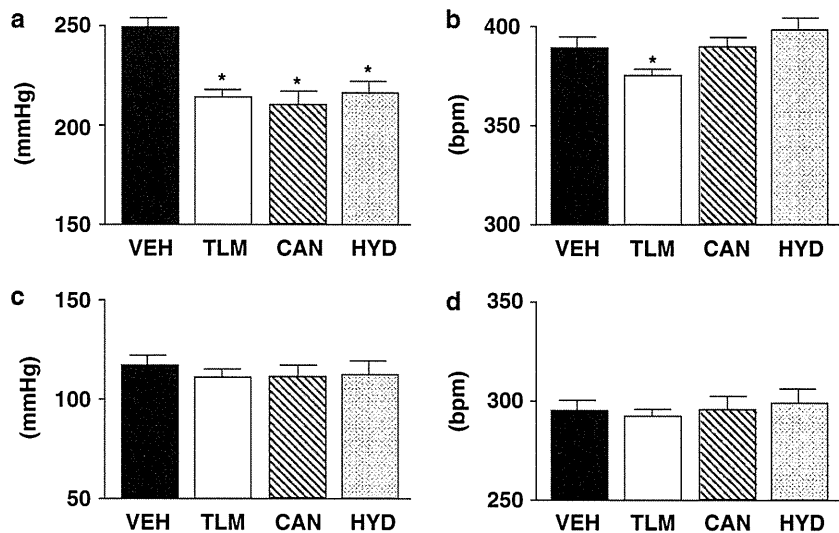 a
(mmHg)
250
200
150
*
*
*
VEH TLM CAN HYD
b
(bpm)
400
350
300
*
VEH TLM CAN HYD
c
(mmHg)
150
100
50
VEH TLM CAN HYD
d
(bpm)
350
300
250
VEH TLM CAN HYD